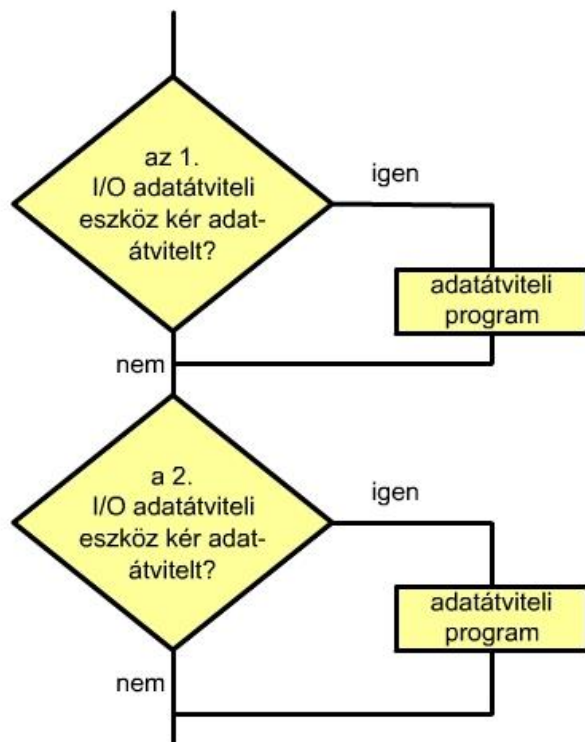 az 1.
I/O adatátviteli
eszköz kér adat-
átvitelt?
igen
adatátviteli
program
nem
a 2.
I/O adatátviteli
eszköz kér adat-
átvitelt?
igen
adatátviteli
program
nem